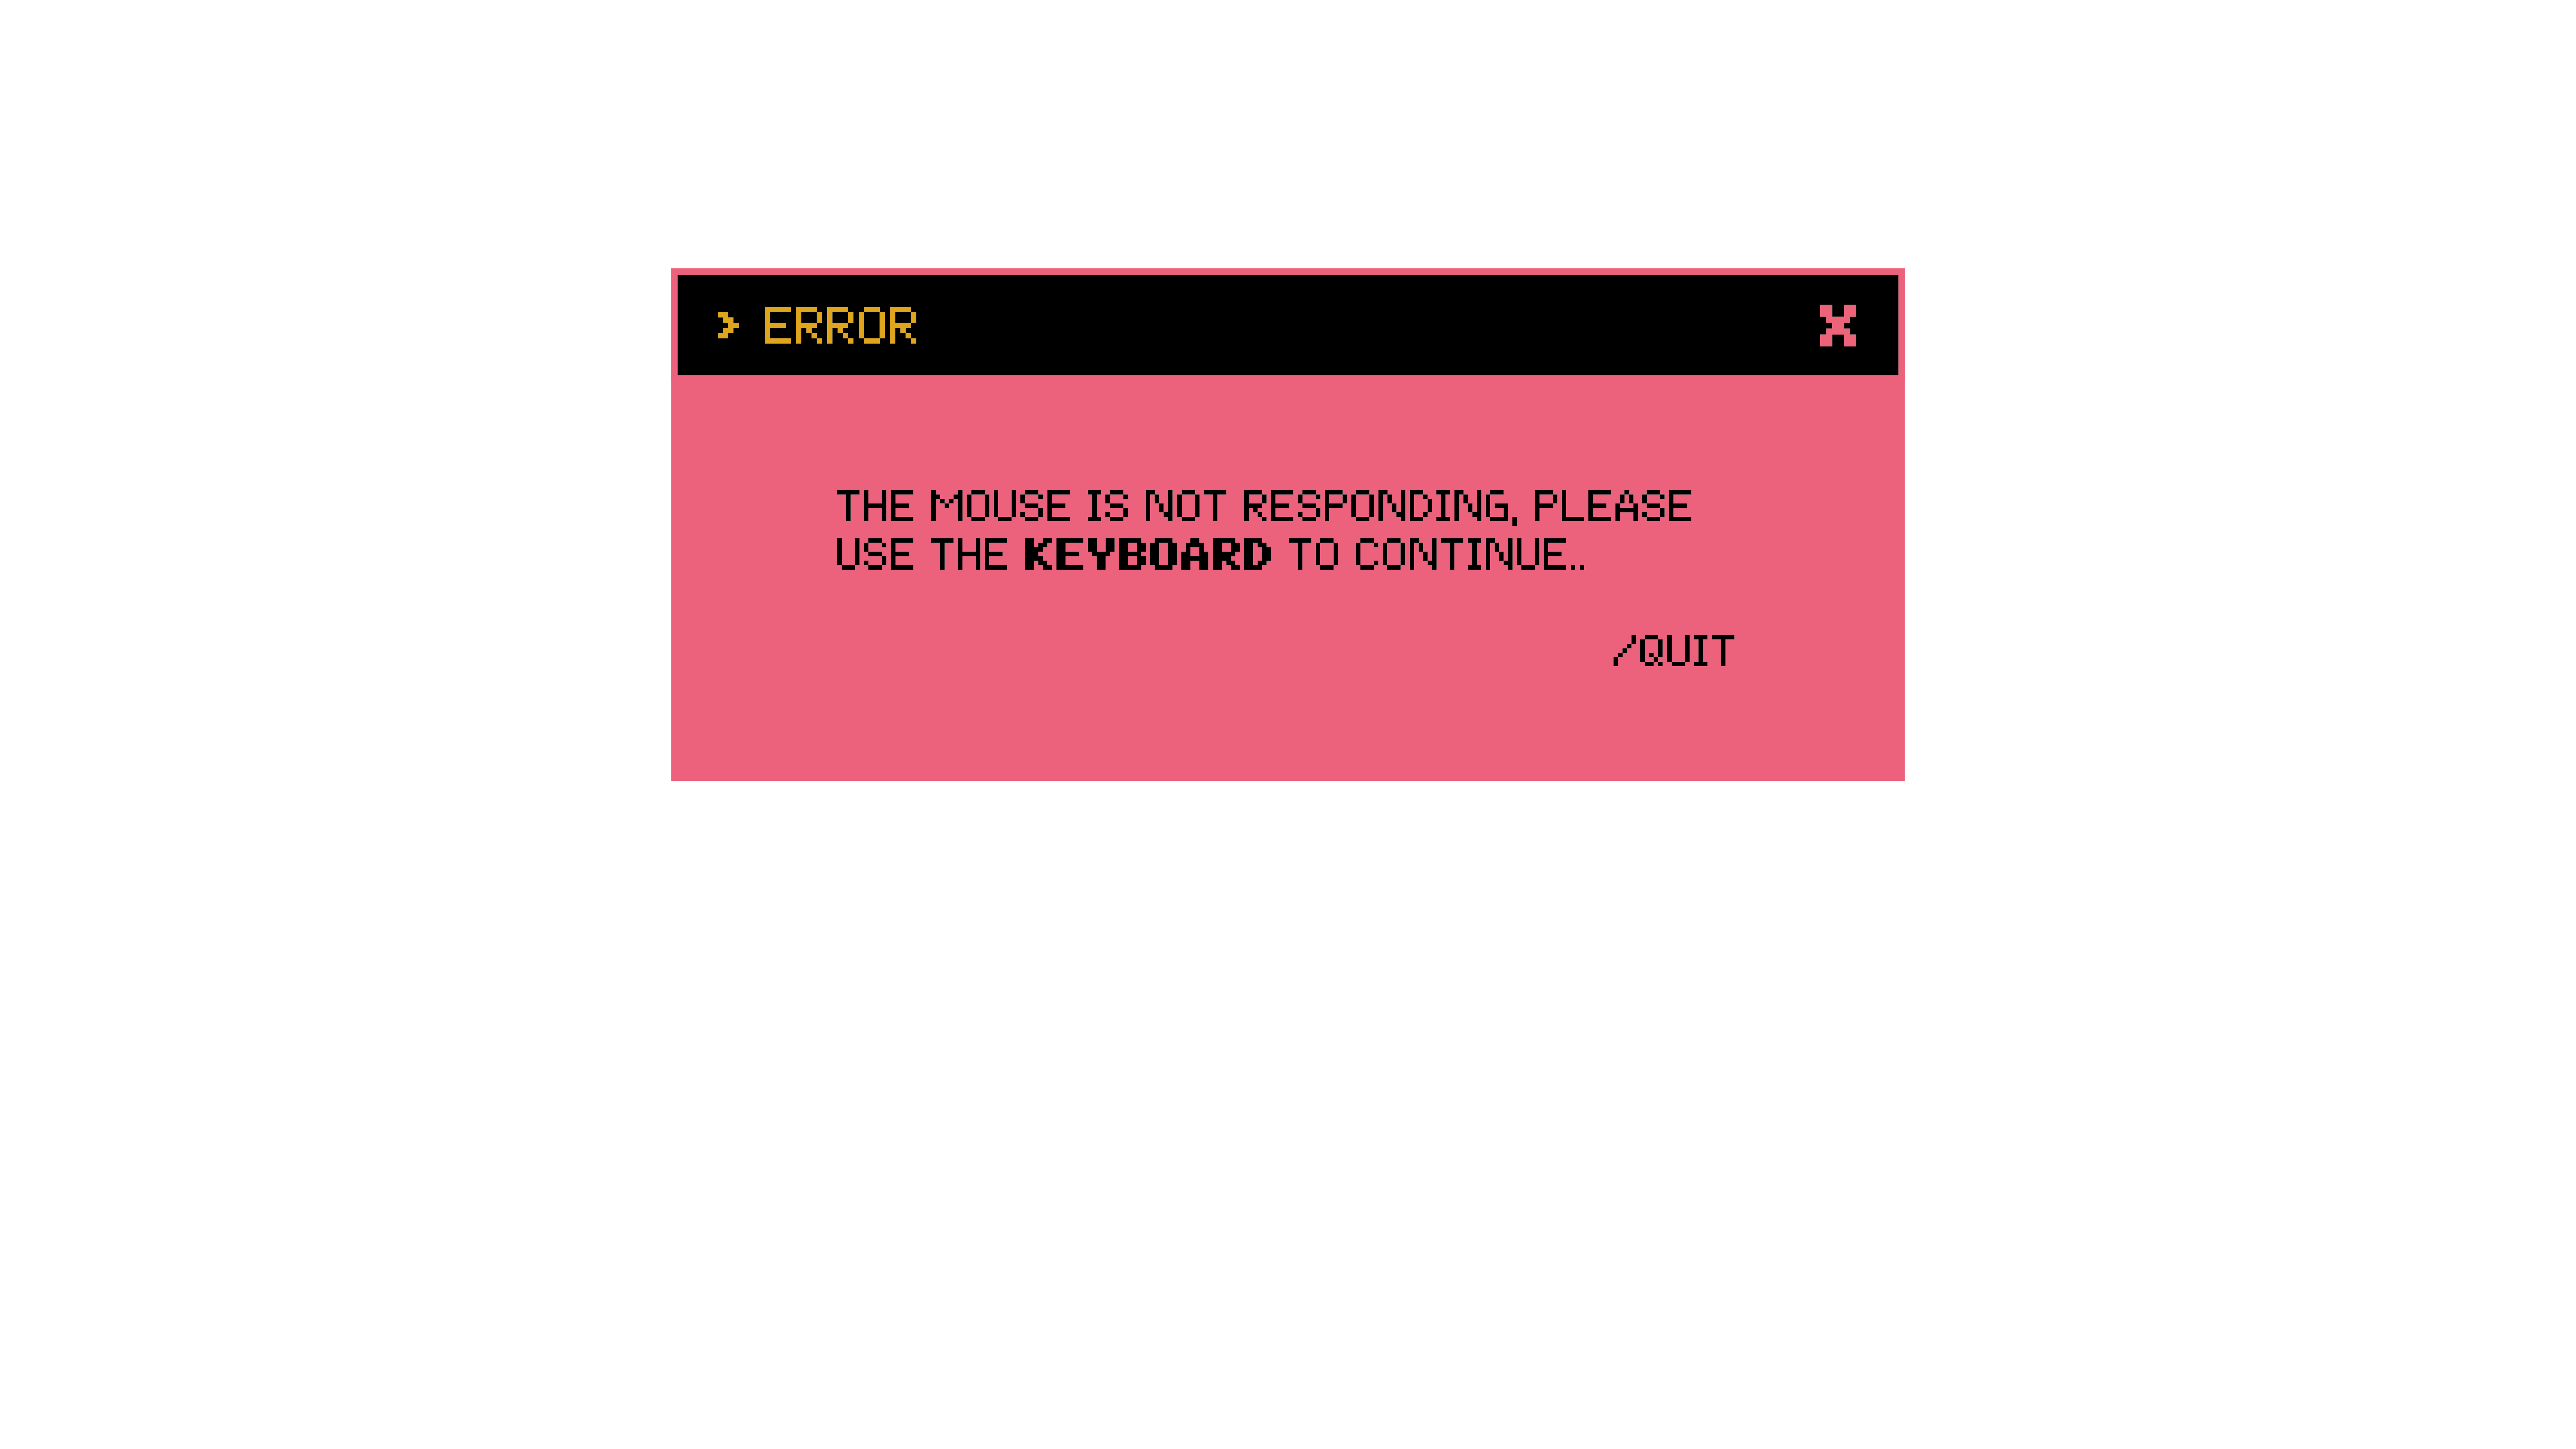 > ERROR X
THE MOUSE IS NOT RESPONDING, PLEASE
USE THE KEYBOARD TO CONTINUE..
/QUIT